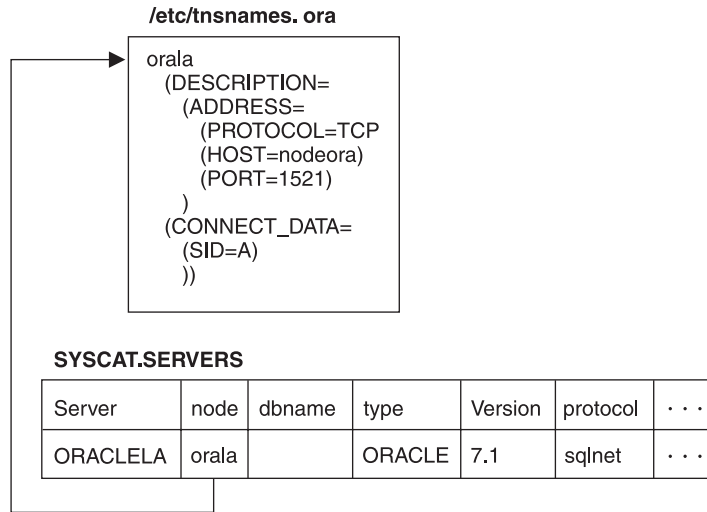 /etc/tnsnames. ora
orala
(DESCRIPTION=
(ADDRESS=
(PROTOCOL=TCP
(HOST=nodeora)
(PORT=1521)
)
(CONNECT_DATA=
(SID=A)
))
SYSCAT.SERVERS
Server node dbname type Version protocol . . .
ORACLELA orala ORACLE 7.1 sqlnet . . .